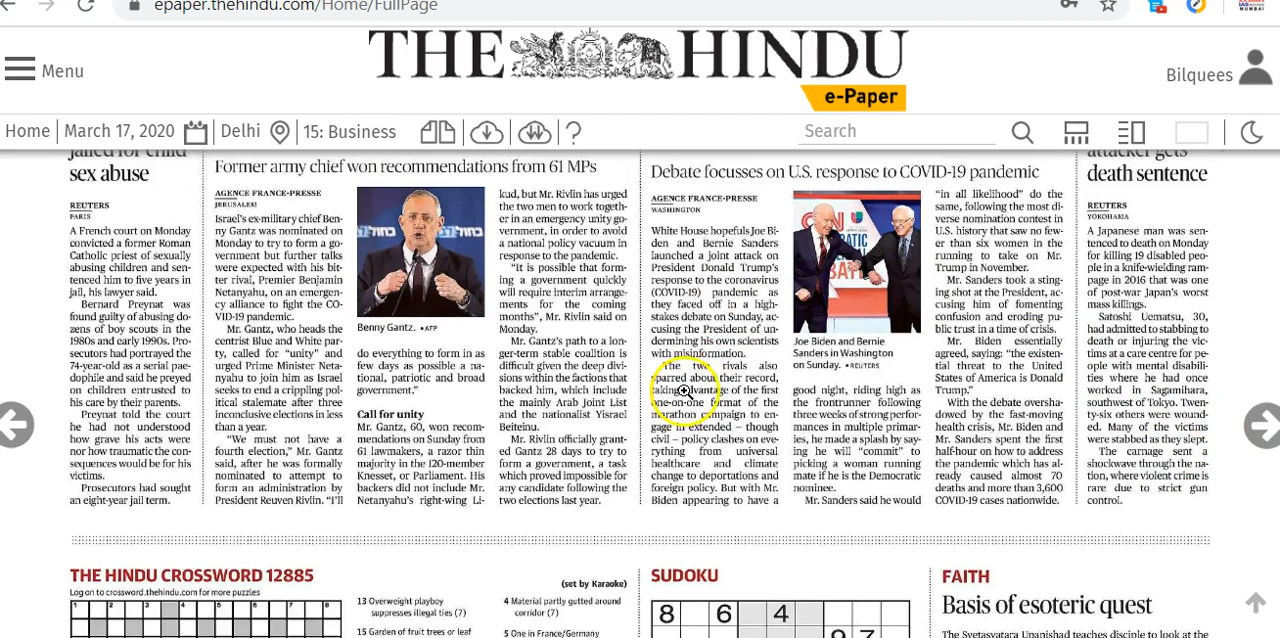 epaper.thehindu.com/Home/FullPage
Menu
THE HINDU
e-Paper
Bilquees
Home
March 17, 2020
Delhi
15: Business
?
Search
jailed for child
sex abuse
REUTERS
PARIS
A French court on Monday
convicted a former Roman
Catholic priest of sexually
abusing children and sen-
tenced him to five years in
jail, his lawyer said.
Bernard Preynat was
found guilty of abusing do-
zens of boy scouts in the
1980s and early 1990s. Pro-
secutors had portrayed the
74-year-old as a serial pae-
dophile and said he preyed
on children entrusted to
his care by their parents.
Preynat told the court
he had not understood
how grave his acts were
nor how traumatic the con-
sequences would be for his
victims.
Prosecutors had sought
an eight-year jail term.
Former army chief won recommendations from 61 MPs
AGENCE FRANCE-PRESSE
JERUSALEM
Israel's ex-military chief Ben-
ny Gantz was nominated on
Monday to try to form a go-
vernment but further talks
were expected with his bit-
ter rival, Premier Benjamin
Netanyahu, on an emergen-
cy alliance to fight the CO-
VID-19 pandemic.
Mr. Gantz, who heads the
centrist Blue and White par-
ty, called for “unity” and
urged Prime Minister Neta-
nyahu to join him as Israel
seeks to end a crippling pol-
itical stalemate after three
inconclusive elections in less
than a year.
“We must not have a
fourth election,” Mr. Gantz
said, after he was formally
nominated to attempt to
form an administration by
President Reuven Rivlin. “I'll
Benny Gantz. •AFP
do everything to form in as
few days as possible a na-
tional, patriotic and broad
government.”
Call for unity
Mr. Gantz, 60, won recom-
mendations on Sunday from
61 lawmakers, a razor thin
majority in the 120-member
Knesset, or Parliament. His
backers did not include Mr.
Netanyahu's right-wing Li-
kud, but Mr. Rivlin has urged
the two men to work togeth-
er in an emergency unity go-
vernment, in order to avoid
a national policy vacuum in
response to the pandemic.
“It is possible that form-
ing a government quickly
will require interim arrange-
ments for the coming
months”, Mr. Rivlin said on
Monday.
Mr. Gantz's path to a lon-
ger-term stable coalition is
difficult given the deep divi-
sions within the factions that
backed him, which include
the mainly Arab Joint List
and the nationalist Yisrael
Beiteinu.
Mr. Rivlin officially grant-
ed Gantz 28 days to try to
form a government, a task
which proved impossible for
any candidate following the
two elections last year.
Debate focusses on U.S. response to COVID-19 pandemic
AGENCE FRANCE-PRESSE
WASHINGTON
White House hopefuls Joe Bi-
den and Bernie Sanders
launched a joint attack on
President Donald Trump's
response to the coronavirus
(COVID-19) pandemic as
they faced off in a high-
stakes debate on Sunday, ac-
cusing the President of un-
dermining his own scientists
with misinformation.
The two rivals also
sparred about their record,
taking advantage of the first
one-on-one format of the
marathon campaign to en-
gage in extended – though
civil – policy clashes on eve-
rything from universal
healthcare and climate
change to deportations and
foreign policy. But with Mr.
Biden appearing to have a
Joe Biden and Bernie
Sanders in Washington
on Sunday. •REUTERS
good night, riding high as
the frontrunner following
three weeks of strong perfor-
mances in multiple primar-
ies, he made a splash by say-
ing he will “commit” to
picking a woman running
mate if he is the Democratic
nominee.
Mr. Sanders said he would
“in all likelihood” do the
same, following the most di-
verse nomination contest in
U.S. history that saw no few-
er than six women in the
running to take on Mr.
Trump in November.
Mr. Sanders took a sting-
ing shot at the President, ac-
cusing him of fomenting
confusion and eroding pu-
blic trust in a time of crisis.
Mr. Biden essentially
agreed, saying: “the existen-
tial threat to the United
States of America is Donald
Trump.”
With the debate oversha-
dowed by the fast-moving
health crisis, Mr. Biden and
Mr. Sanders spent the first
half-hour on how to address
the pandemic which has al-
ready caused almost 70
deaths and more than 3,600
COVID-19 cases nationwide.
attacker gets
death sentence
REUTERS
YOKOHAMA
A Japanese man was sen-
tenced to death on Monday
for killing 19 disabled peo-
ple in a knife-wielding ram-
page in 2016 that was one
of post-war Japan's worst
mass killings.
Satoshi Uematsu, 30,
had admitted to stabbing to
death or injuring the vic-
tims at a care centre for pe-
ople with mental disabili-
ties where he had once
worked in Sagamihara,
southwest of Tokyo. Twen-
ty-six others were wound-
ed. Many of the victims
were stabbed as they slept.
The carnage sent a
shockwave through the na-
tion, where violent crime is
rare due to strict gun
control.
THE HINDU CROSSWORD 12885
(set by Karaoke)
Log on to crossword.thehindu.com for more puzzles
1 2 3 4 5 6 7 8
13 Overweight playboy
suppresses illegal ties (7)
15 Garden of fruit trees or leaf
4 Material partly gutted around
corridor (7)
5 One in France/Germany
SUDOKU
8 6 4
9 7
FAITH
Basis of esoteric quest
The Svetasvatara Upanishad teaches disciple to look at the